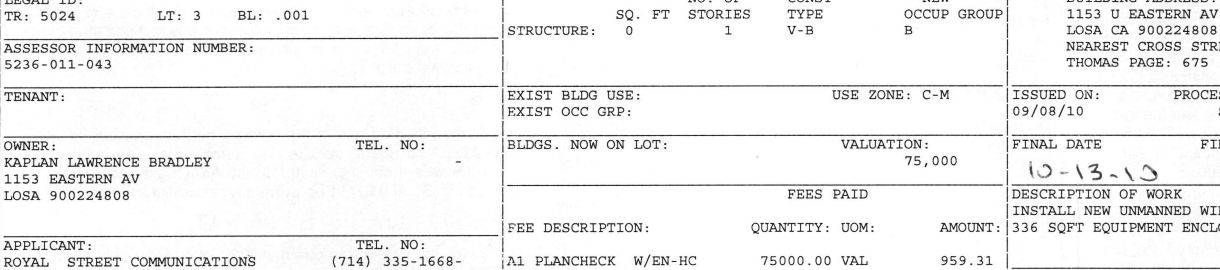 LEGAL ID:
TR: 5024 LT: 3 BL: .001
ASSESSOR INFORMATION NUMBER:
5236-011-043
TENANT:
OWNER: TEL. NO:
KAPLAN LAWRENCE BRADLEY -
1153 EASTERN AV
LOSA 900224808
APPLICANT: TEL. NO:
ROYAL STREET COMMUNICATIONS (714) 335-1668-
NO. OF CONST NEW
SQ. FT STORIES TYPE OCCUP GROUP
STRUCTURE: 0 1 V-B B
EXIST BLDG USE: USE ZONE: C-M
EXIST OCC GRP:
BLDGS. NOW ON LOT: VALUATION:
75,000
FEES PAID
FEE DESCRIPTION: QUANTITY: UOM: AMOUNT:
A1 PLANCHECK W/EN-HC 75000.00 VAL 959.31
BUILDING ADDRESS:
1153 U EASTERN AV
LOSA CA 900224808
NEAREST CROSS STR
THOMAS PAGE: 675
ISSUED ON: PROCES
09/08/10
FINAL DATE FI
10-13-10
DESCRIPTION OF WORK
INSTALL NEW UNMANNED WI
336 SQFT EQUIPMENT ENCL